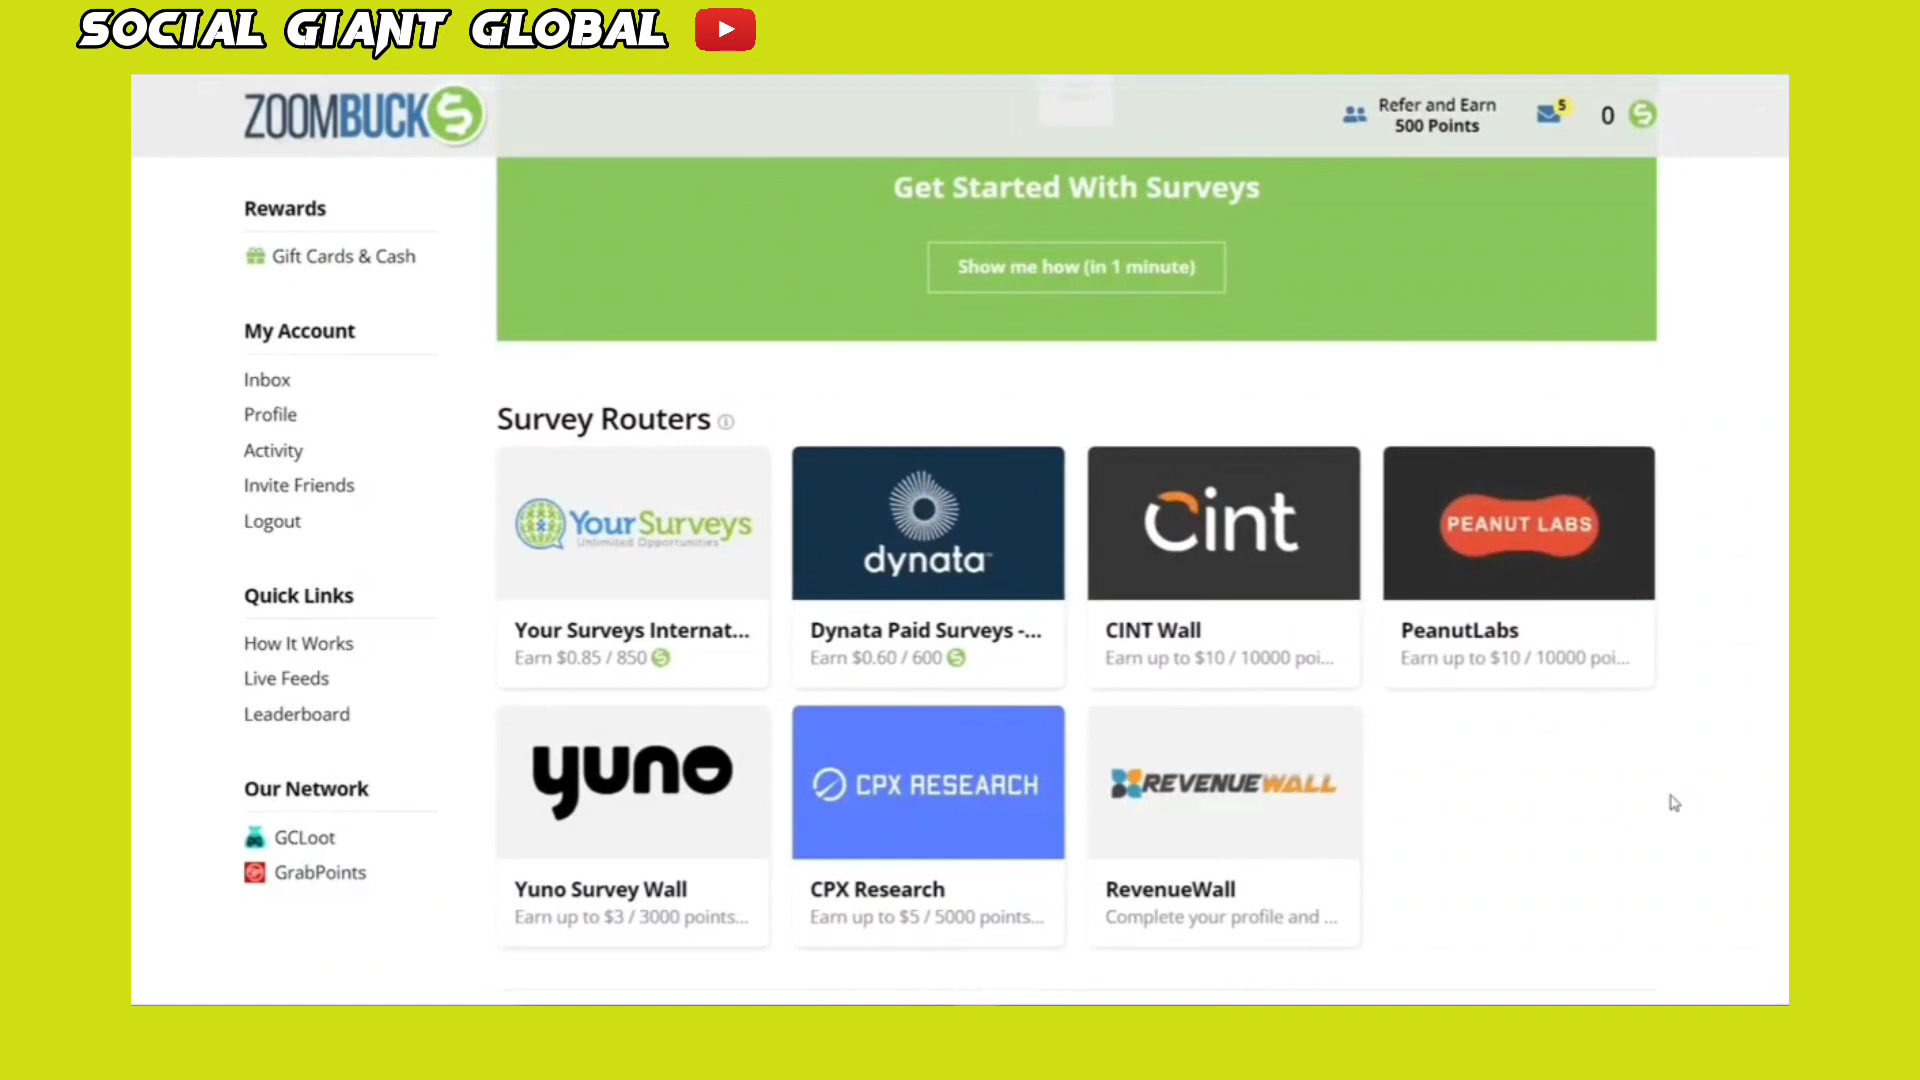 SOCIAL GIANT GLOBAL
ZOOMBUCK$
Refer and Earn
500 Points
5
0
Rewards
Gift Cards & Cash
My Account
Inbox
Profile
Activity
Invite Friends
Logout
Quick Links
How It Works
Live Feeds
Leaderboard
Our Network
GCLoot
GrabPoints
Get Started With Surveys
Show me how (in 1 minute)
Survey Routers
YourSurveys
Unlimited Opportunities
dynata
Cint
PEANUT LABS
Your Surveys Internat...
Earn $0.85 / 850
Dynata Paid Surveys -...
Earn $0.60 / 600
CINT Wall
Earn up to $10 / 10000 poi...
PeanutLabs
Earn up to $10 / 10000 poi...
yuno
CPX RESEARCH
REVENUEWALL
Yuno Survey Wall
Earn up to $3 / 3000 points...
CPX Research
Earn up to $5 / 5000 points...
RevenueWall
Complete your profile and ...